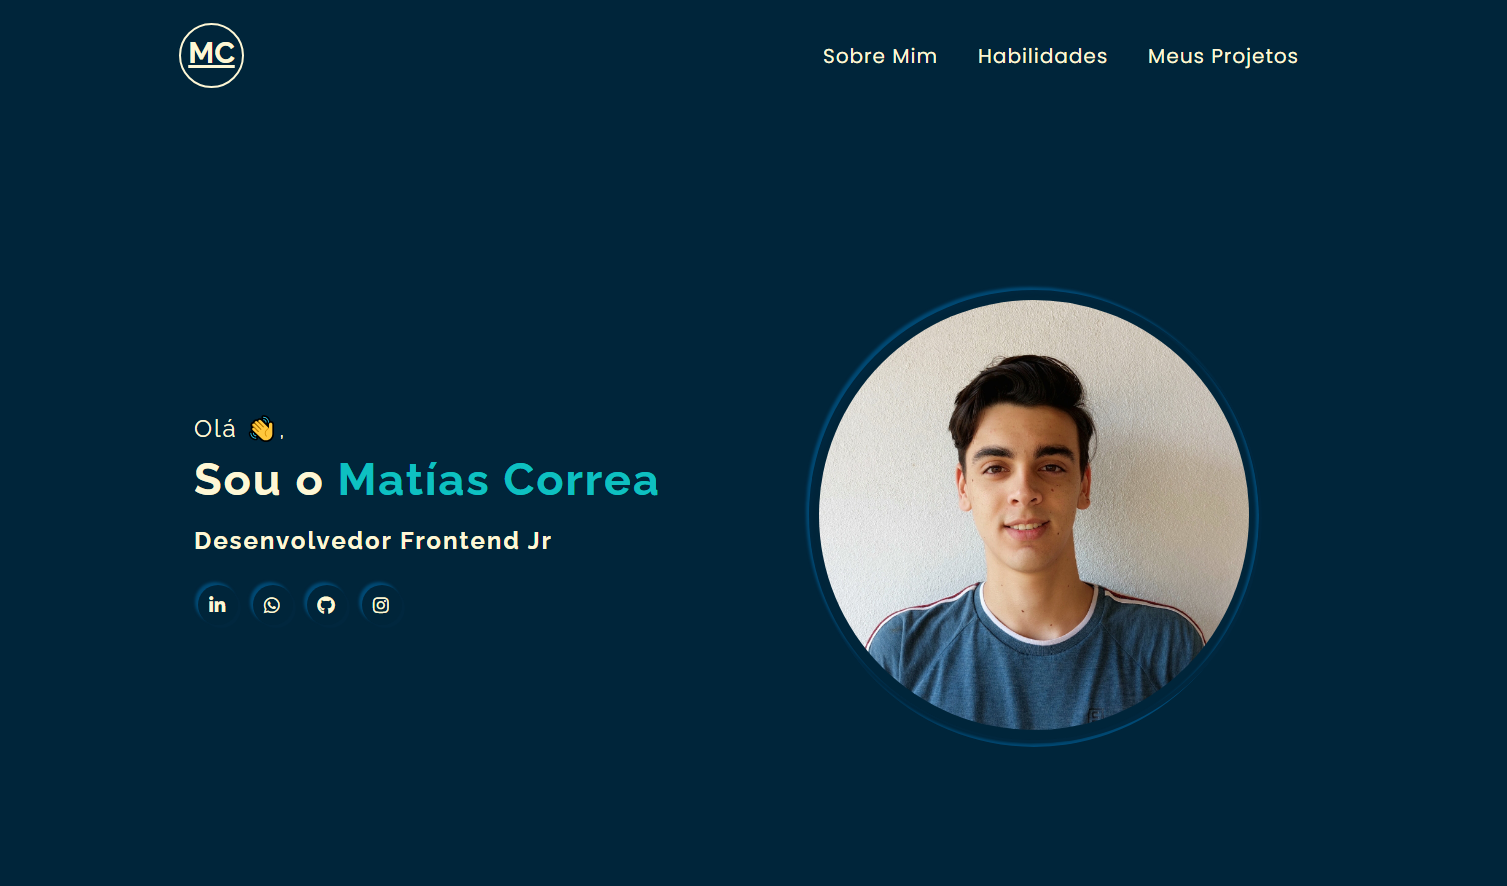 MC
Sobre Mim
Habilidades
Meus Projetos
Olá 👋,
Sou o Matías Correa
Desenvolvedor Frontend Jr
in